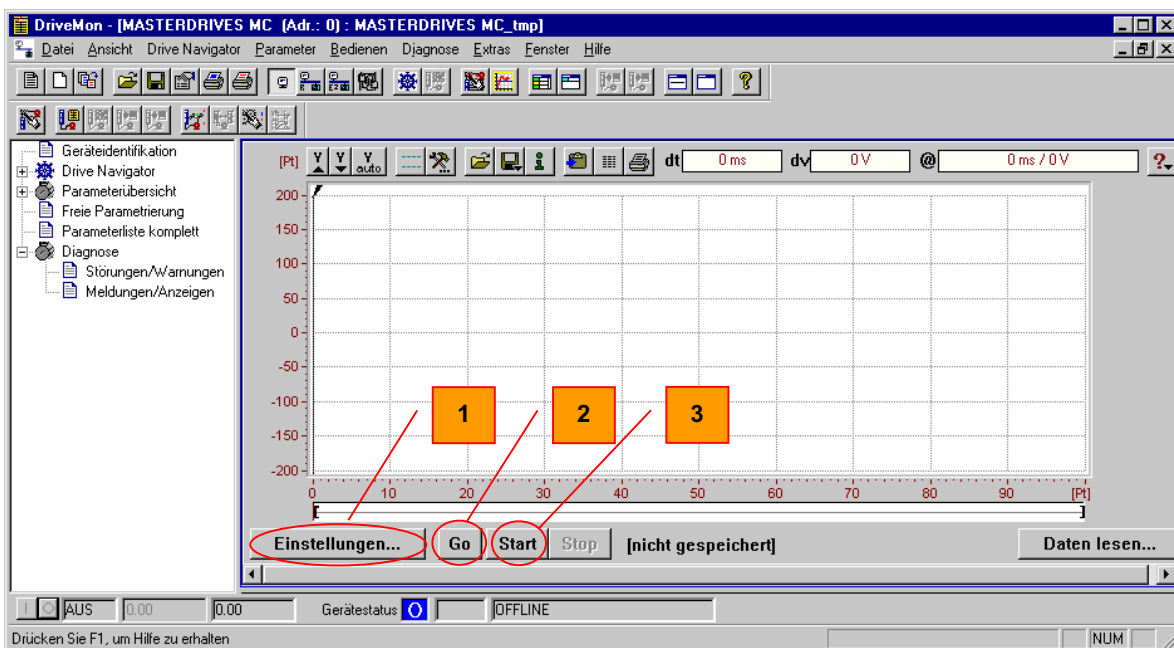 DriveMon - [MASTERDRIVES MC (Adr.: 0) : MASTERDRIVES MC_tmp]
Datei Ansicht Drive Navigator Parameter Bedienen Diagnose Extras Fenster Hilfe
Geräteidentifikation
Drive Navigator
Parameterübersicht
Freie Parametrierung
Parameterliste komplett
Diagnose
Störungen/Warnungen
Meldungen/Anzeigen
[Pt] Y Y Y auto dt 0 ms dv 0 V @ 0 ms / 0 V ?
200
150
100
50
0
-50
-100
-150
-200
1 2 3
0 10 20 30 40 50 60 70 80 90 [Pt]
Einstellungen... Go Start Stop [nicht gespeichert] Daten lesen...
AUS 0.00 0.00 Gerätestatus OFFLINE
Drücken Sie F1, um Hilfe zu erhalten NUM